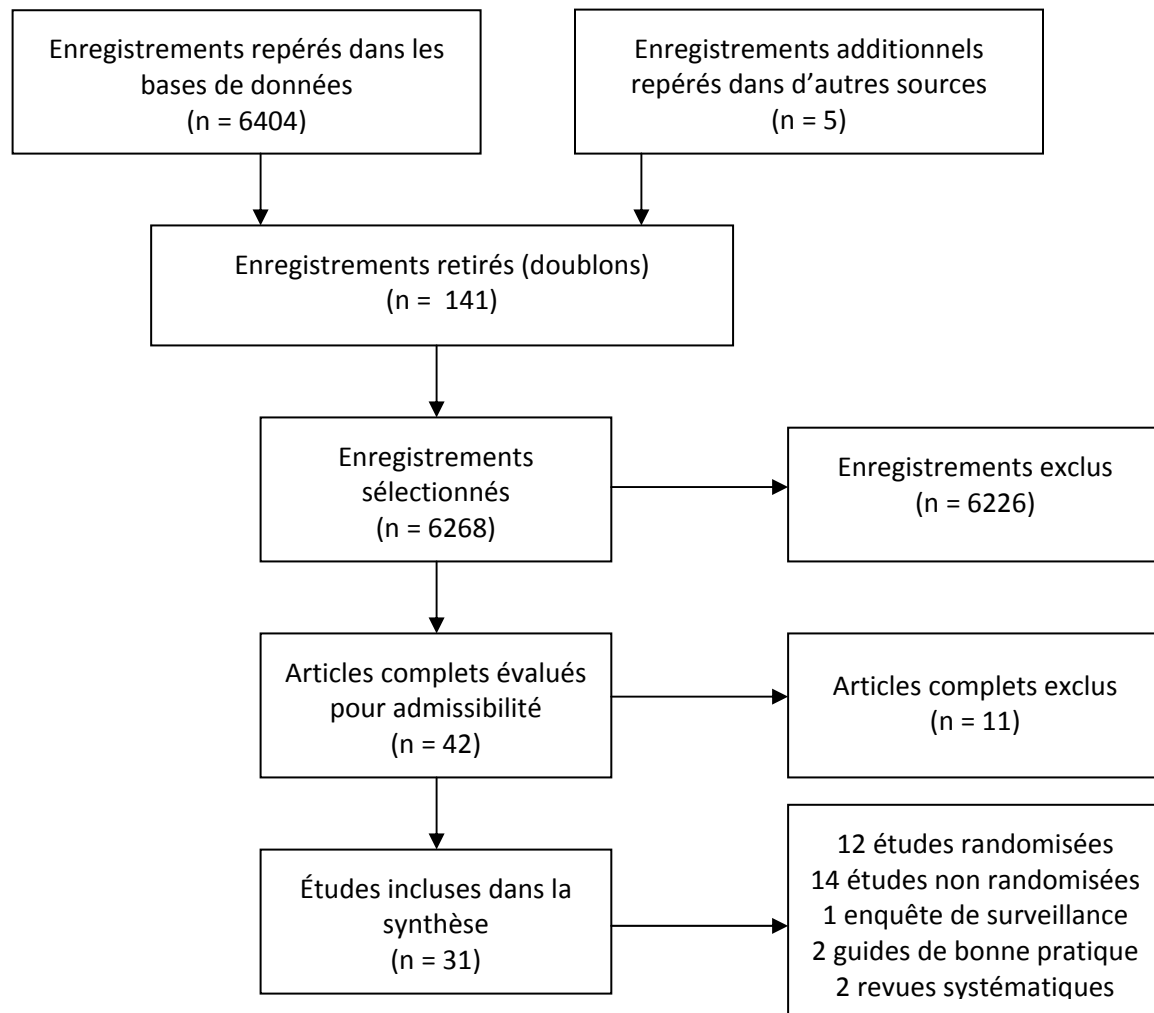 Enregistrements repérés dans les
bases de données
(n = 6404)
Enregistrements additionnels
repérés dans d'autres sources
(n = 5)
Enregistrements retirés (doublons)
(n =  141)
Enregistrements
sélectionnés
(n = 6268)
Enregistrements exclus
(n = 6226)
Articles complets évalués
pour admissibilité
(n = 42)
Articles complets exclus
(n = 11)
Études incluses dans la
synthèse
(n = 31)
12 études randomisées
14 études non randomisées
1 enquête de surveillance
2 guides de bonne pratique
2 revues systématiques